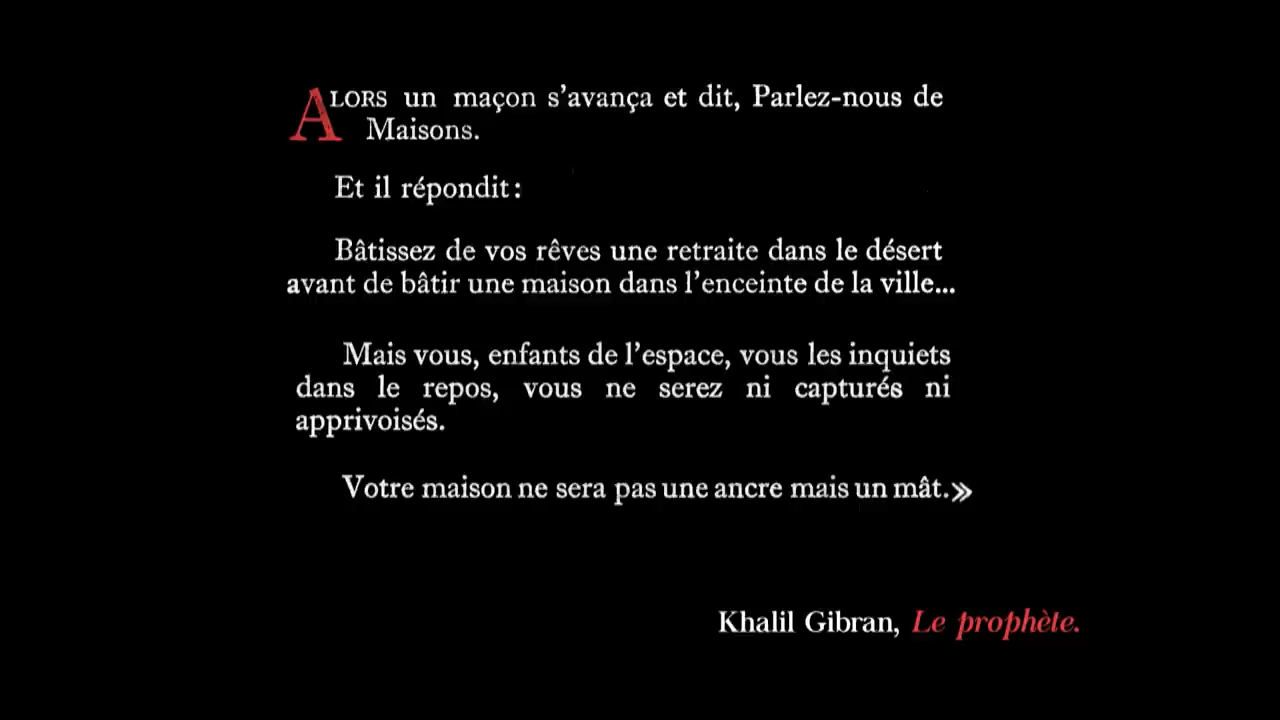 ALORS un maçon s'avança et dit, Parlez-nous de
Maisons.
Et il répondit :
Bâtissez de vos rêves une retraite dans le désert
avant de bâtir une maison dans l'enceinte de la ville...
Mais vous, enfants de l'espace, vous les inquiets
dans le repos, vous ne serez ni capturés ni
apprivoisés.
Votre maison ne sera pas une ancre mais un mât.»
Khalil Gibran, Le prophète.